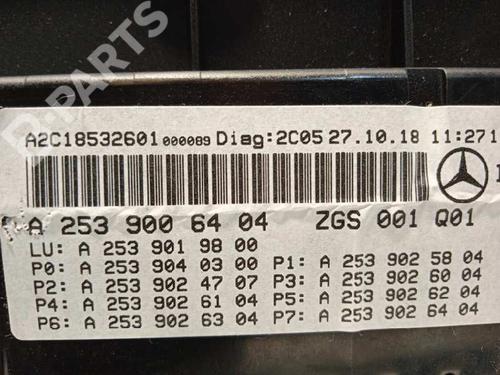 A2C18532601 000089 Diag:2C05 27.10.18 11:271
A 253 900 64 04 ZGS 001 Q01
LU: A 253 901 98 00
P0: A 253 904 03 00 P1: A 253 902 58 04
P2: A 253 902 47 07 P3: A 253 902 60 04
P4: A 253 902 61 04 P5: A 253 902 62 04
P6: A 253 902 63 04 P7: A 253 902 64 04
B-PARTS